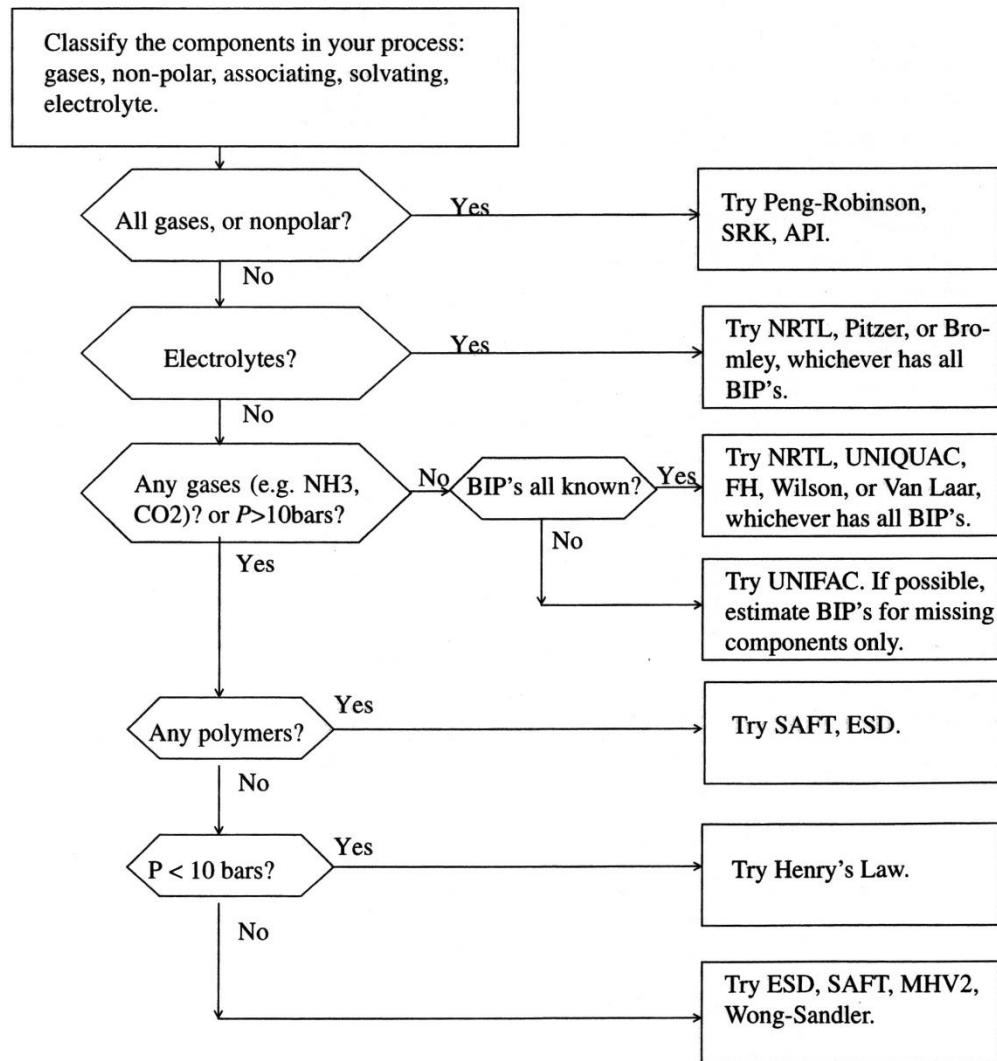 Classify the components in your process:
gases, non-polar, associating, solvating,
electrolyte.
All gases, or nonpolar?
Yes
Try Peng-Robinson,
SRK, API.
No
Electrolytes?
Yes
Try NRTL, Pitzer, or Bro-
mley, whichever has all
BIP's.
No
Any gases (e.g. NH3,
CO2)? or P>10bars?
No
BIP's all known?
Yes
Try NRTL, UNIQUAC,
FH, Wilson, or Van Laar,
whichever has all BIP's.
No
Try UNIFAC. If possible,
estimate BIP's for missing
components only.
Yes
Any polymers?
Yes
Try SAFT, ESD.
No
P < 10 bars?
Yes
Try Henry's Law.
No
Try ESD, SAFT, MHV2,
Wong-Sandler.